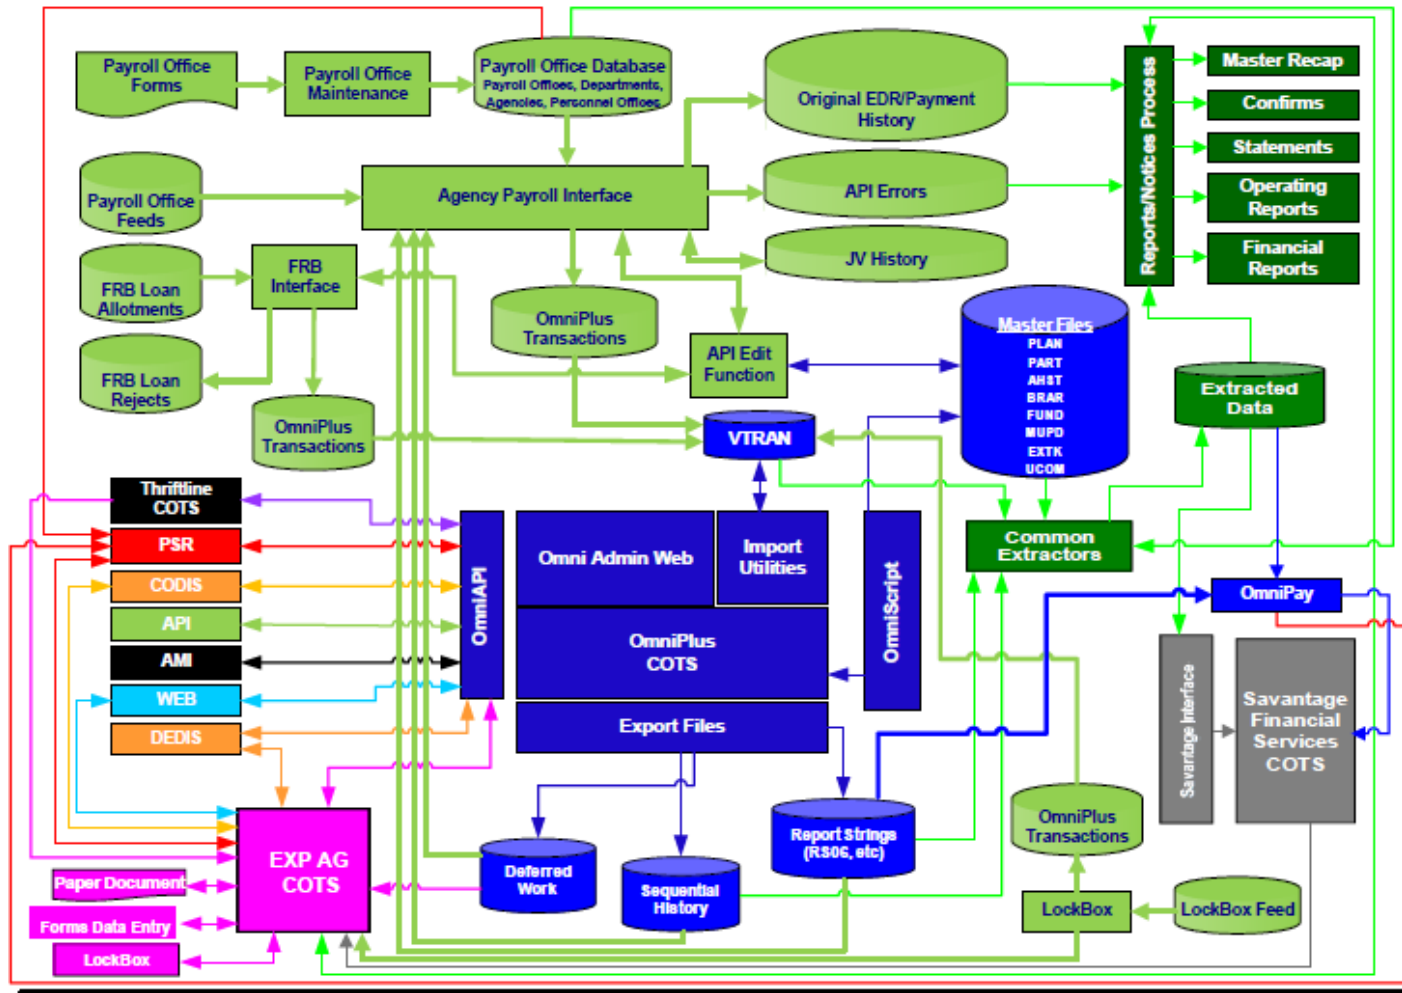 Payroll Office
Forms
Payroll Office
Maintenance
Payroll Office Database
Payroll Offices, Departments,
Agencies, Personnel Offices
Original EDR/Payment
History
Reports/Notices Process
Master Recap
Confirms
Statements
Operating
Reports
Financial
Reports
Payroll Office
Feeds
Agency Payroll Interface
API Errors
JV History
FRB Loan
Allotments
FRB
Interface
OmniPlus
Transactions
API Edit
Function
Master Files
PLAN
PART
AHST
BRAR
FUND
MUPD
EXTK
UCOM
FRB Loan
Rejects
OmniPlus
Transactions
VTRAN
Extracted
Data
Thriftline
COTS
PSR
CODIS
API
AMI
WEB
DEDIS
OmniAPI
Omni Admin Web
Import
Utilities
OmniPlus
COTS
Export Files
OmniScript
Common
Extractors
OmniPay
Savantage Interface
Savantage
Financial
Services
COTS
EXP AG
COTS
Paper Document
Forms Data Entry
LockBox
Deferred
Work
Sequential
History
Report Strings
(RS06, etc)
OmniPlus
Transactions
LockBox
LockBox Feed